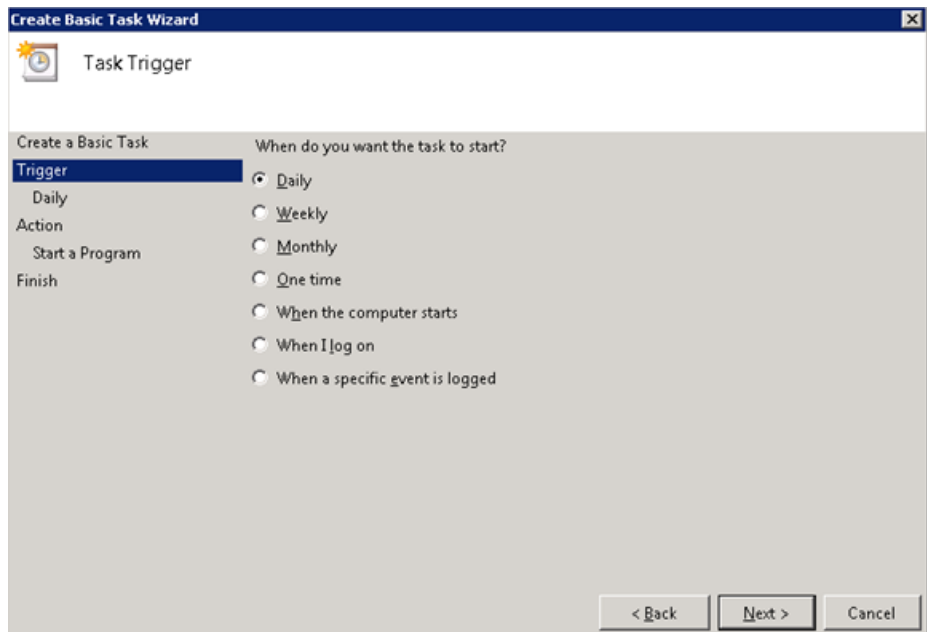 Create Basic Task Wizard
Task Trigger
Create a Basic Task
Trigger
Daily
Action
Start a Program
Finish
When do you want the task to start?
Daily
Weekly
Monthly
One time
When the computer starts
When I log on
When a specific event is logged
< Back
Next >
Cancel